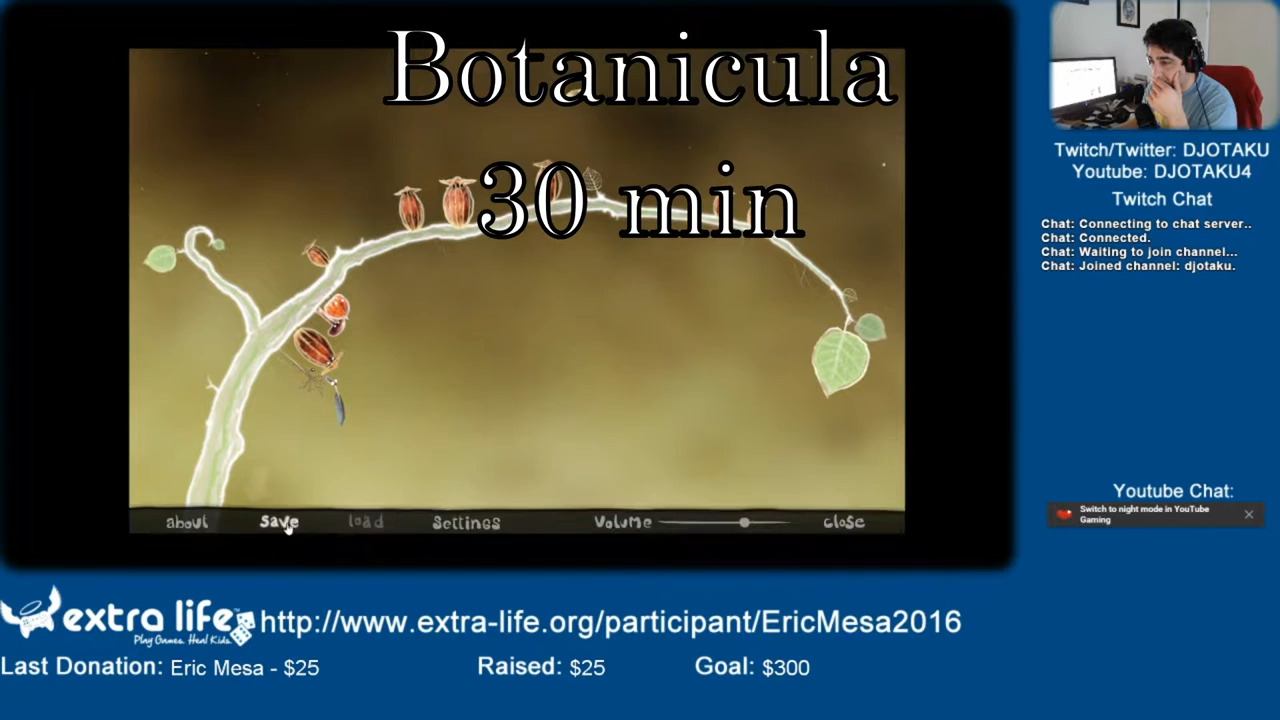 Botanicula
30 min
about save load settings Volume close
Twitch/Twitter: DJOTAKU
Youtube: DJOTAKU4
Twitch Chat
Chat: Connecting to chat server..
Chat: Connected.
Chat: Waiting to join channel...
Chat: Joined channel: djotaku.
Youtube Chat:
Switch to night mode in YouTube
Gaming
extra life
Play Games. Heal Kids.
http://www.extra-life.org/participant/EricMesa2016
Last Donation: Eric Mesa - $25 Raised: $25 Goal: $300